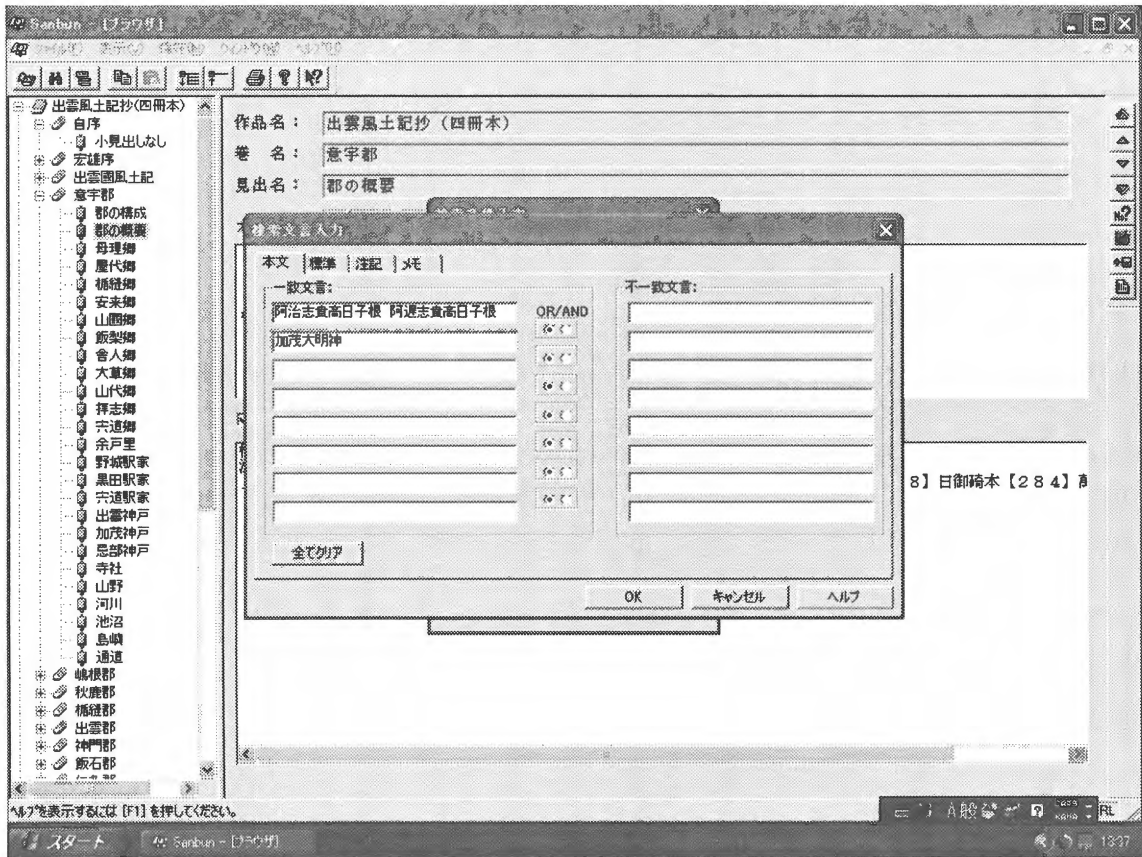 Sanbun - [ブラウザ]
出雲風土記抄(四冊本)
自序
小見出しなし
宏雄序
出雲國風土記
意宇郡
郡の構成
郡の概要
母理郷
屋代郷
楯縫郷
安来郷
山國郷
飯梨郷
舎人郷
大草郷
山代郷
拝志郷
宍道郷
余戸里
野城駅家
黒田駅家
宍道駅家
出雲神戸
加茂神戸
忌部神戸
寺社
山野
河川
池沼
島嶼
通道
嶋根郡
秋鹿郡
楯縫郡
出雲郡
神門郡
飯石郡
作品名： 出雲風土記抄（四冊本）
巻 名： 意宇郡
見出名： 郡の概要
検索文言入力
本文 標準 注記 メモ
一致文言:
OR/AND
不一致文言:
阿治志貴高日子根 阿遅志貴高日子根
加茂大明神
全てクリア
OK キャンセル ヘルプ
8】日御碕本【２８４】萬
ヘルプを表示するには [F1] を押してください。
A般
スタート Sanbun - [ブラウザ] 13:37